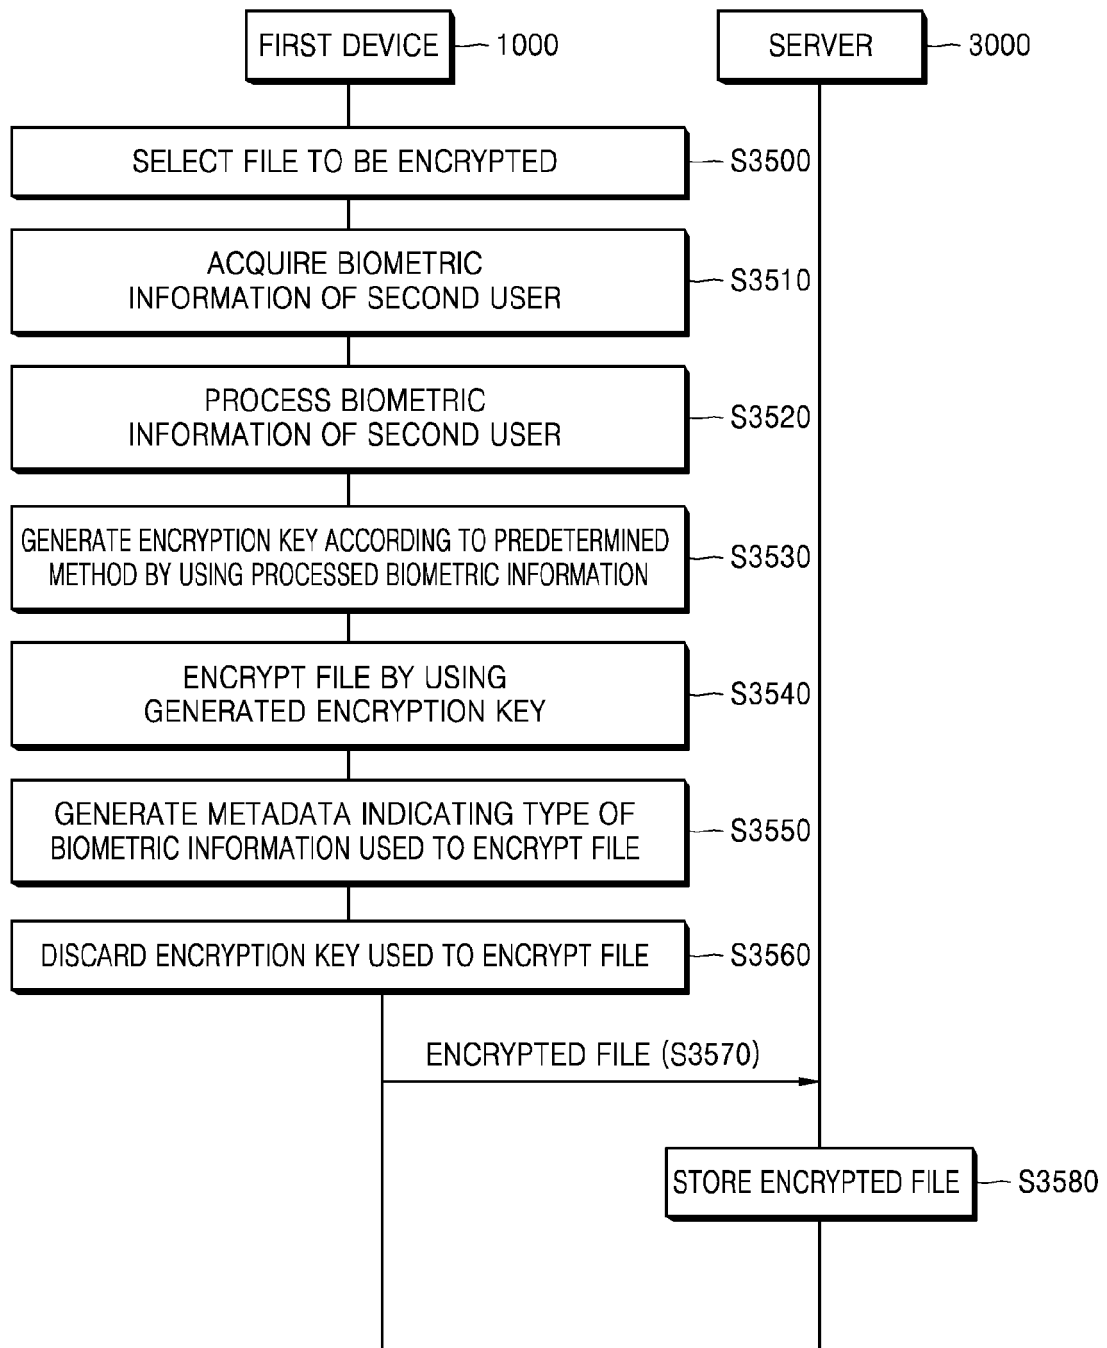 FIRST DEVICE
1000
SERVER
3000
SELECT FILE TO BE ENCRYPTED
S3500
ACQUIRE BIOMETRIC
INFORMATION OF SECOND USER
S3510
PROCESS BIOMETRIC
INFORMATION OF SECOND USER
S3520
GENERATE ENCRYPTION KEY ACCORDING TO PREDETERMINED
METHOD BY USING PROCESSED BIOMETRIC INFORMATION
S3530
ENCRYPT FILE BY USING
GENERATED ENCRYPTION KEY
S3540
GENERATE METADATA INDICATING TYPE OF
BIOMETRIC INFORMATION USED TO ENCRYPT FILE
S3550
DISCARD ENCRYPTION KEY USED TO ENCRYPT FILE
S3560
ENCRYPTED FILE (S3570)
STORE ENCRYPTED FILE
S3580